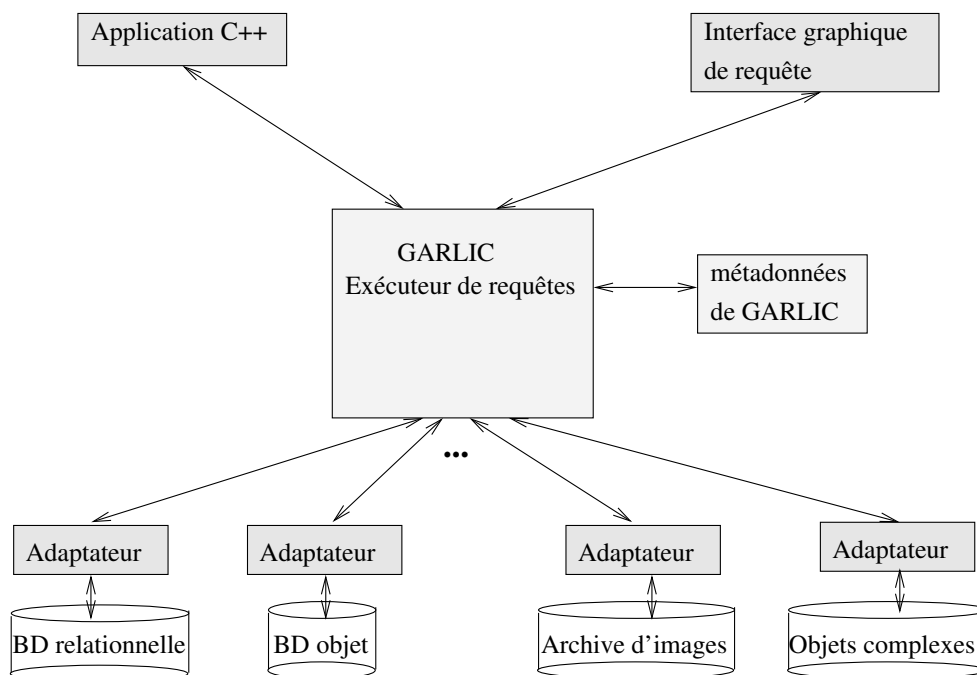 Application C++
Interface graphique
de requête
GARLIC
Exécuteur de requêtes
métadonnées
de GARLIC
...
Adaptateur
Adaptateur
Adaptateur
Adaptateur
BD relationnelle
BD objet
Archive d'images
Objets complexes